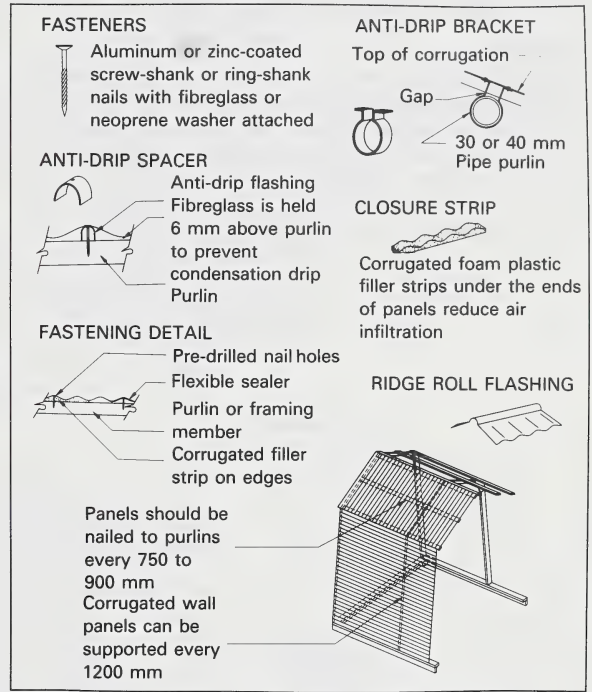 FASTENERS
Aluminum or zinc-coated
screw-shank or ring-shank
nails with fibreglass or
neoprene washer attached
ANTI-DRIP SPACER
Anti-drip flashing
Fibreglass is held
6 mm above purlin
to prevent
condensation drip
Purlin
FASTENING DETAIL
Pre-drilled nail holes
Flexible sealer
Purlin or framing
member
Corrugated filler
strip on edges
Panels should be
nailed to purlins
every 750 to
900 mm
Corrugated wall
panels can be
supported every
1200 mm
ANTI-DRIP BRACKET
Top of corrugation
Gap
30 or 40 mm
Pipe purlin
CLOSURE STRIP
Corrugated foam plastic
filler strips under the ends
of panels reduce air
infiltration
RIDGE ROLL FLASHING